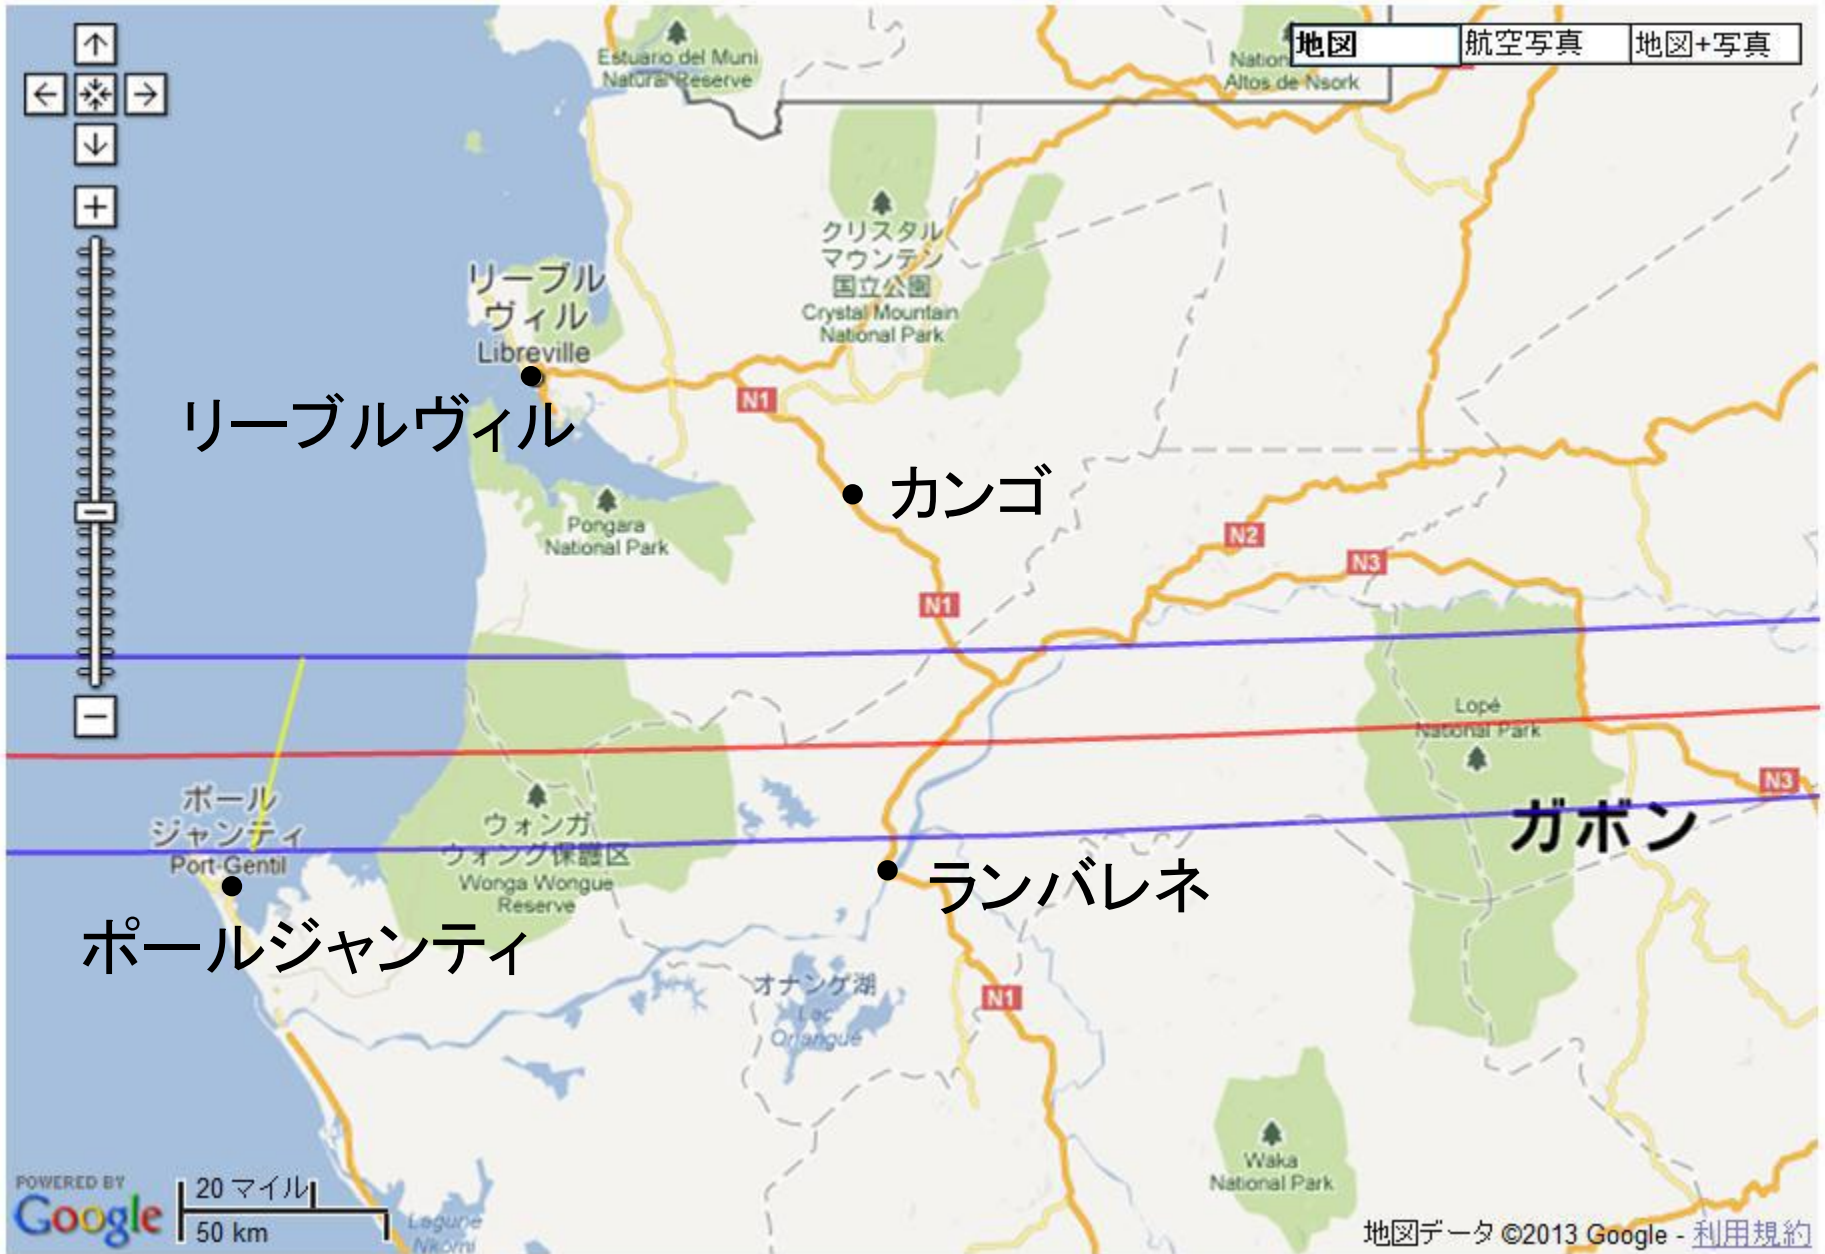 地図
航空写真
地図+写真
Estuario del Muni
Natural Reserve
Nation
Altos de Nsork
クリスタル
マウンテン
国立公園
Crystal Mountain
National Park
リーブル
ヴィル
Libreville
リーブルヴィル
N1
カンゴ
Pongara
National Park
N2
N3
N1
Lopé
National Park
N3
ポール
ジャンティ
Port-Gentil
ウォンガ
ウォング保護区
Wonga Wongue
Reserve
ガボン
ランバレネ
ポールジャンティ
オナンゲ湖
Lac
Onangué
N1
Waka
National Park
POWERED BY
Google
20 マイル
50 km
Lagune
Nkomi
地図データ ©2013 Google - 利用規約